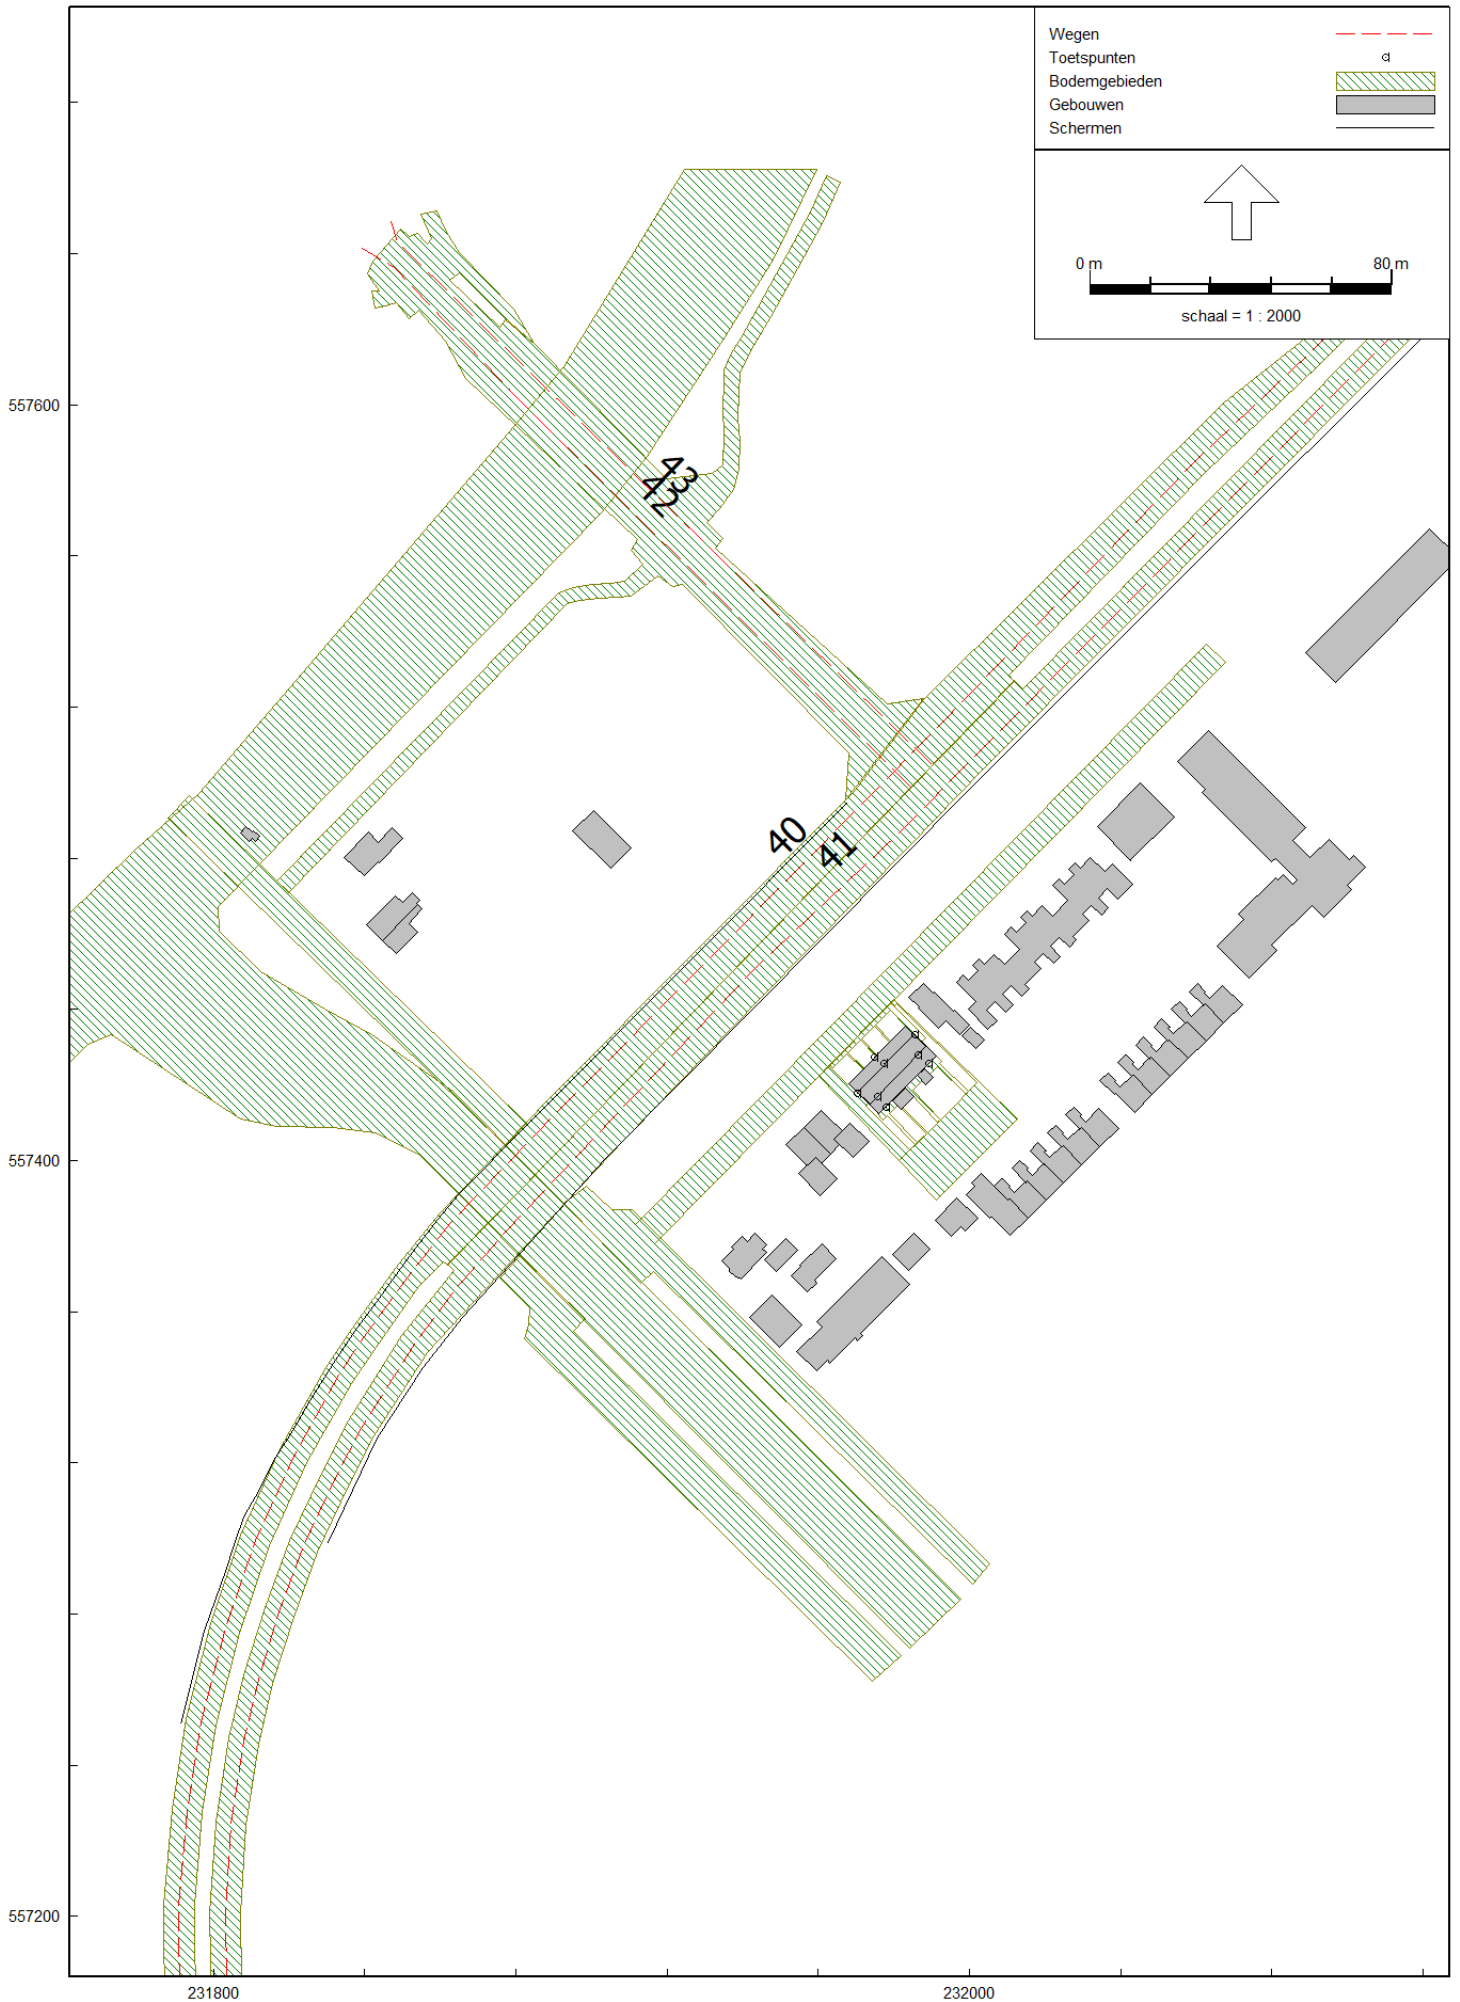 Wegen
Toetspunten
Bodemgebieden
Gebouwen
Schermen
0 m 80 m
schaal = 1 : 2000
557600
43
42
40
41
557400
557200
231800 232000